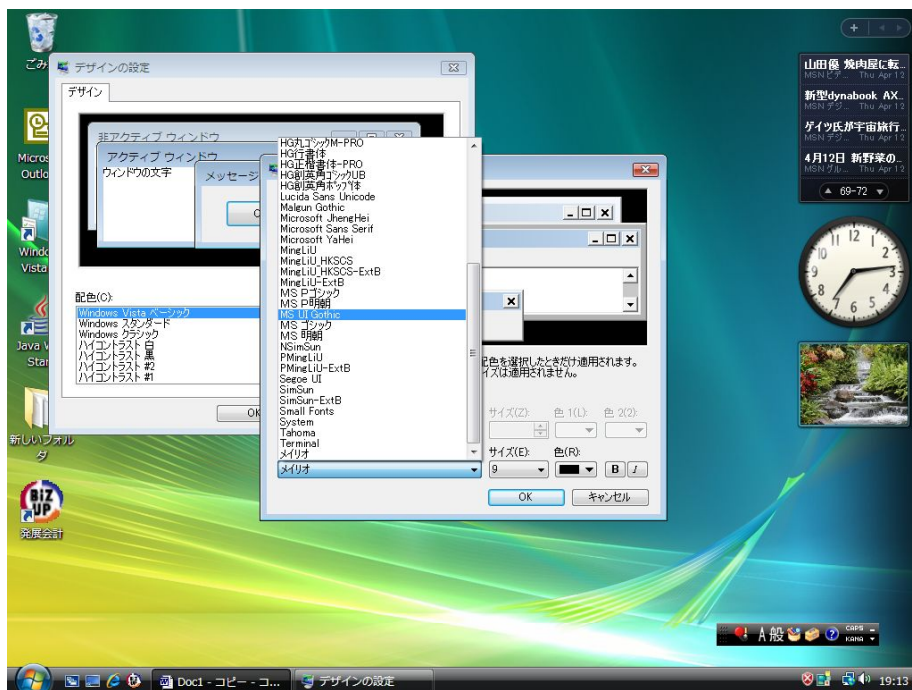 ごみ
Micros
Outlo
Windo
Vista
Java W
Star
新しいフォル
ダ
BiZ
UP
発展会計
デザインの設定
デザイン
非アクティブ ウィンドウ
アクティブ ウィンドウ
ウィンドウの文字
メッセージ
配色(C):
Windows Vista ベーシック
Windows スタンダード
Windows クラシック
ハイコントラスト 白
ハイコントラスト 黒
ハイコントラスト #2
ハイコントラスト #1
OK
HG丸ゴシックM-PRO
HG行書体
HG正楷書体-PRO
HG創英角ゴシックUB
HG創英角ポップ体
Lucida Sans Unicode
Malgun Gothic
Microsoft JhengHei
Microsoft Sans Serif
Microsoft YaHei
MingLiU
MingLiU_HKSCS
MingLiU_HKSCS-ExtB
MingLiU-ExtB
MS Pゴシック
MS P明朝
MS UI Gothic
MS ゴシック
MS 明朝
NSimSun
PMingLiU
PMingLiU-ExtB
Segoe UI
SimSun
SimSun-ExtB
Small Fonts
System
Tahoma
Terminal
メイリオ
メイリオ
配色を選択したときだけ適用されます。
イズは適用されません。
サイズ(Z): 色 1(L): 色 2(2):
サイズ(E): 色(R):
9 B I
OK キャンセル
山田優 焼肉屋に転...
MSN ビデ... Thu Apr 12
新型dynabook AX...
MSN デジ... Thu Apr 12
ゲイツ氏が宇宙旅行...
MSN デジ... Thu Apr 12
4月12日 新野菜の...
MSN グル... Thu Apr 12
69-72
12 1 2 3 4 5 6 7 8 9 10 11
A 般 CAPS
KANA
Doc1 - コピー - コ...
デザインの設定
19:13